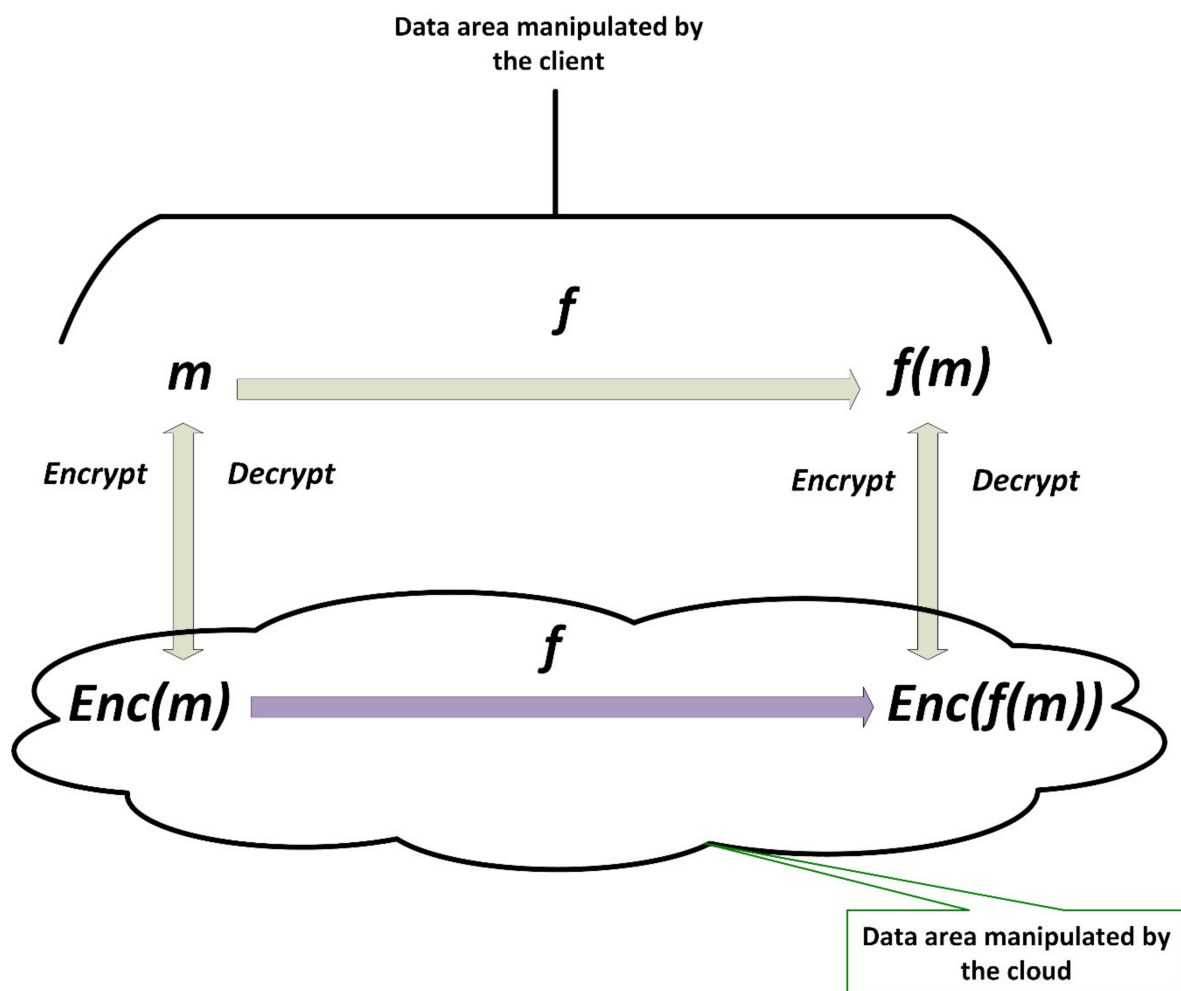 Data area manipulated by
the client
f
m
f(m)
Encrypt
Decrypt
Encrypt
Decrypt
f
Enc(m)
Enc(f(m))
Data area manipulated by
the cloud